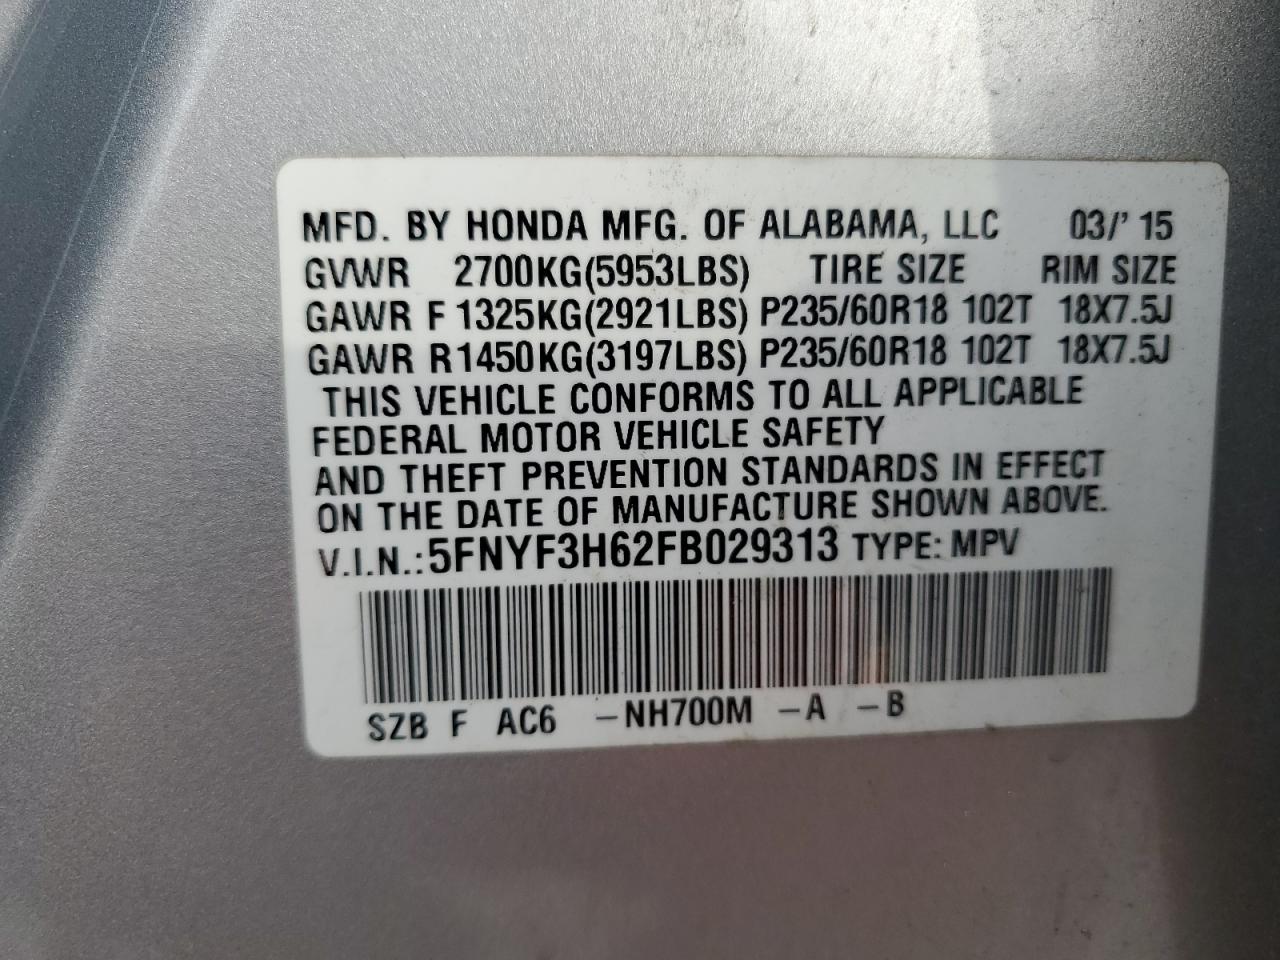 MFD. BY HONDA MFG. OF ALABAMA, LLC 03/' 15
GVWR 2700KG(5953LBS) TIRE SIZE RIM SIZE
GAWR F 1325KG(2921LBS) P235/60R18 102T 18X7.5J
GAWR R1450KG(3197LBS) P235/60R18 102T 18X7.5J
THIS VEHICLE CONFORMS TO ALL APPLICABLE
FEDERAL MOTOR VEHICLE SAFETY
AND THEFT PREVENTION STANDARDS IN EFFECT
ON THE DATE OF MANUFACTURE SHOWN ABOVE.
V.I.N.: 5FNYF3H62FB029313 TYPE: MPV
SZB F AC6 -NH700M -A -B